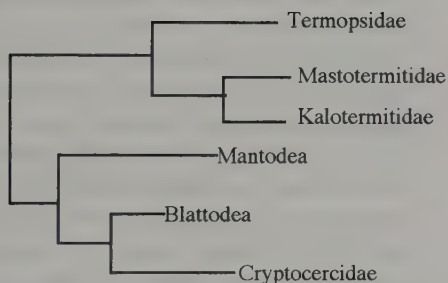 Termopsidae
Mastotermitidae
Kalotermitidae
Mantodea
Blattodea
Cryptocercidae